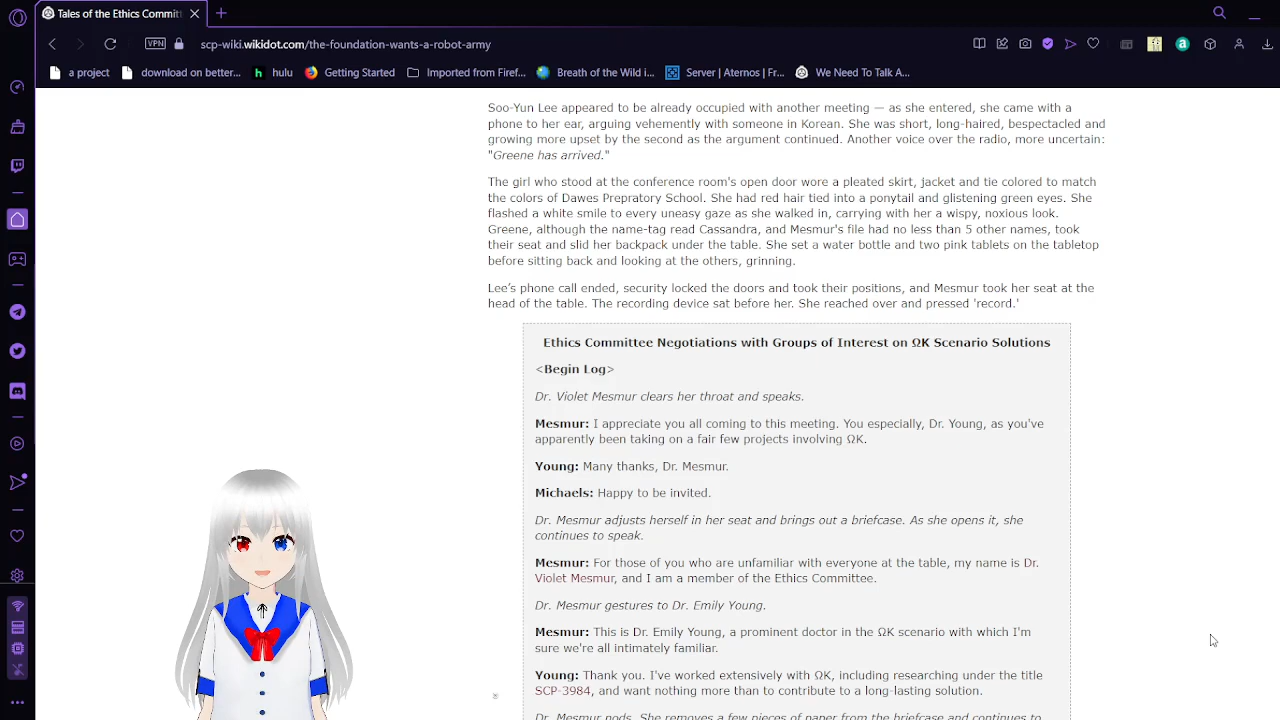 Tales of the Ethics Committ
VPN
scp-wiki.wikidot.com/the-foundation-wants-a-robot-army
a project
download on better...
hulu
Getting Started
Imported from Firef...
Breath of the Wild i...
Server | Aternos | Fr...
We Need To Talk A...
Soo-Yun Lee appeared to be already occupied with another meeting — as she entered, she came with a
phone to her ear, arguing vehemently with someone in Korean. She was short, long-haired, bespectacled and
growing more upset by the second as the argument continued. Another voice over the radio, more uncertain:
"Greene has arrived."
The girl who stood at the conference room's open door wore a pleated skirt, jacket and tie colored to match
the colors of Dawes Prepratory School. She had red hair tied into a ponytail and glistening green eyes. She
flashed a white smile to every uneasy gaze as she walked in, carrying with her a wispy, noxious look.
Greene, although the name-tag read Cassandra, and Mesmur's file had no less than 5 other names, took
their seat and slid her backpack under the table. She set a water bottle and two pink tablets on the tabletop
before sitting back and looking at the others, grinning.
Lee's phone call ended, security locked the doors and took their positions, and Mesmur took her seat at the
head of the table. The recording device sat before her. She reached over and pressed 'record.'
Ethics Committee Negotiations with Groups of Interest on ΩK Scenario Solutions
<Begin Log>
Dr. Violet Mesmur clears her throat and speaks.
Mesmur: I appreciate you all coming to this meeting. You especially, Dr. Young, as you've
apparently been taking on a fair few projects involving ΩK.
Young: Many thanks, Dr. Mesmur.
Michaels: Happy to be invited.
Dr. Mesmur adjusts herself in her seat and brings out a briefcase. As she opens it, she
continues to speak.
Mesmur: For those of you who are unfamiliar with everyone at the table, my name is Dr.
Violet Mesmur, and I am a member of the Ethics Committee.
Dr. Mesmur gestures to Dr. Emily Young.
Mesmur: This is Dr. Emily Young, a prominent doctor in the ΩK scenario with which I'm
sure we're all intimately familiar.
Young: Thank you. I've worked extensively with ΩK, including researching under the title
SCP-3984, and want nothing more than to contribute to a long-lasting solution.
Dr. Mesmur nods. She removes a few pieces of paper from the briefcase and continues to